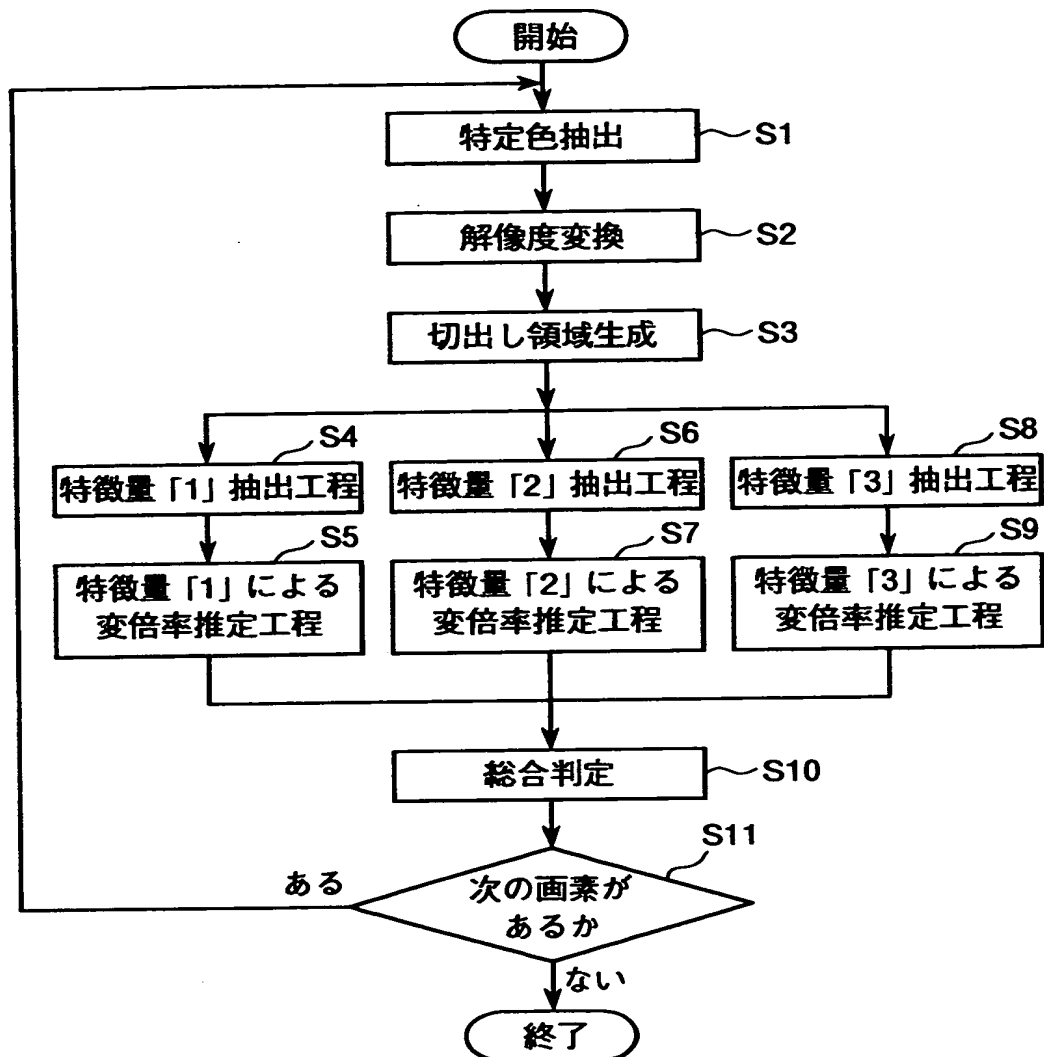 開始
特定色抽出
S1
解像度変換
S2
切出し領域生成
S3
S4
特徴量「1」抽出工程
S6
特徴量「2」抽出工程
S8
特徴量「3」抽出工程
S5
特徴量「1」による
変倍率推定工程
S7
特徴量「2」による
変倍率推定工程
S9
特徴量「3」による
変倍率推定工程
総合判定
S10
S11
次の画素が
あるか
ある
ない
終了